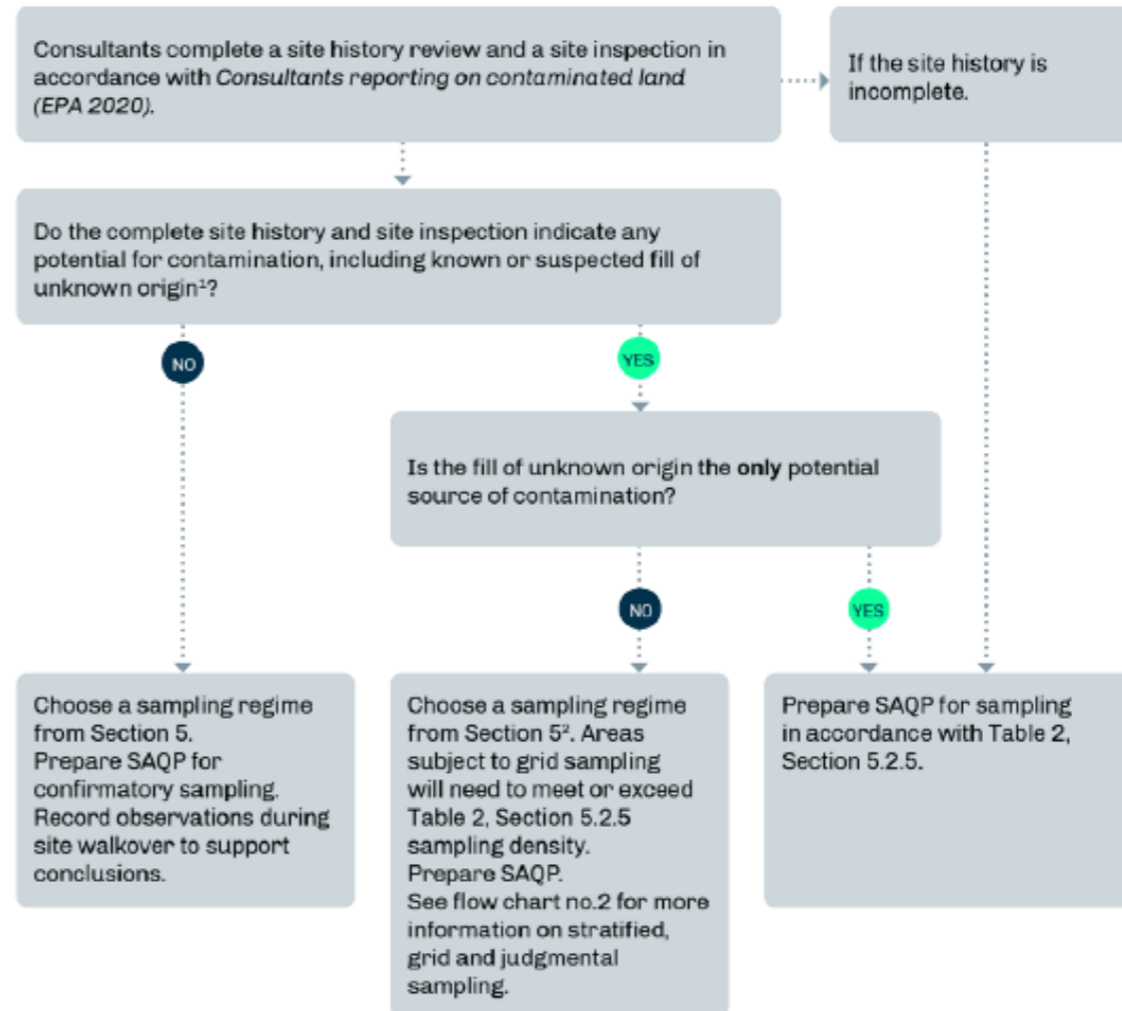 Consultants complete a site history review and a site inspection in
accordance with Consultants reporting on contaminated land
(EPA 2020).
If the site history is
incomplete.
Do the complete site history and site inspection indicate any
potential for contamination, including known or suspected fill of
unknown origin¹?
NO
YES
Is the fill of unknown origin the only potential
source of contamination?
NO
YES
Choose a sampling regime
from Section 5.
Prepare SAQP for
confirmatory sampling.
Record observations during
site walkover to support
conclusions.
Choose a sampling regime
from Section 5². Areas
subject to grid sampling
will need to meet or exceed
Table 2, Section 5.2.5
sampling density.
Prepare SAQP.
See flow chart no.2 for more
information on stratified,
grid and judgmental
sampling.
Prepare SAQP for sampling
in accordance with Table 2,
Section 5.2.5.